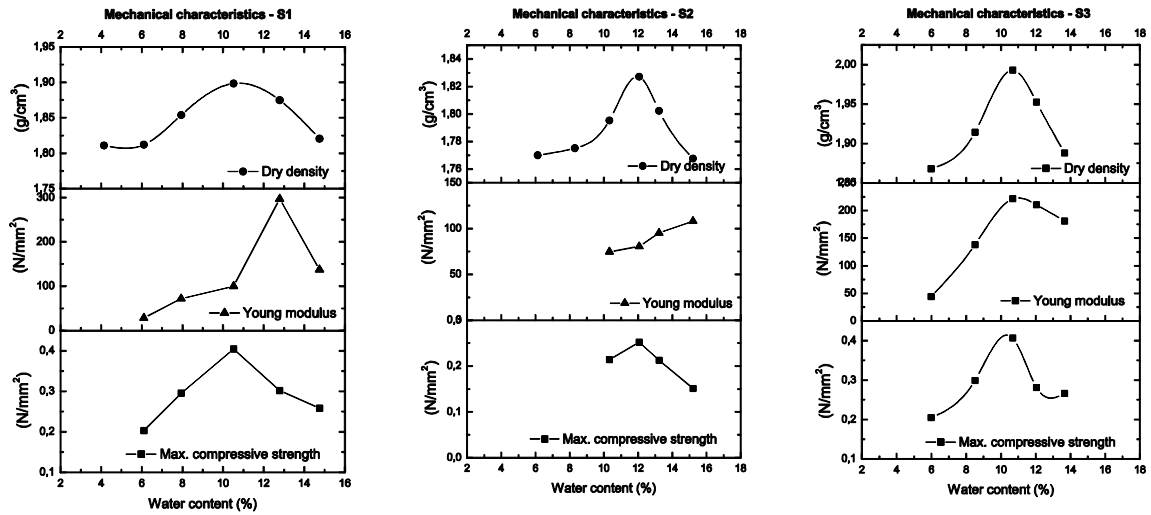 Mechanical characteristics - S1
2 4 6 8 10 12 14 16
1,95
1,90
1,85
1,80
1,75
(g/cm³)
Dry density
300
200
100
0
(N/mm²)
Young modulus
0,4
0,3
0,2
0,1
(N/mm²)
Max. compressive strength
2 4 6 8 10 12 14 16
Water content (%)
Mechanical characteristics - S2
2 4 6 8 10 12 14 16 18
1,84
1,82
1,80
1,78
1,76
(g/cm³)
Dry density
150
100
50
(N/mm²)
Young modulus
0,2
0,1
0,0
(N/mm²)
Max. compressive strength
2 4 6 8 10 12 14 16 18
Water content (%)
Mechanical characteristics - S3
2 4 6 8 10 12 14 16
2,00
1,95
1,90
(g/cm³)
Dry density
200
150
100
50
0
(N/mm²)
Young modulus
0,4
0,3
0,2
0,1
(N/mm²)
Max. compressive strength
2 4 6 8 10 12 14 16
Water content (%)